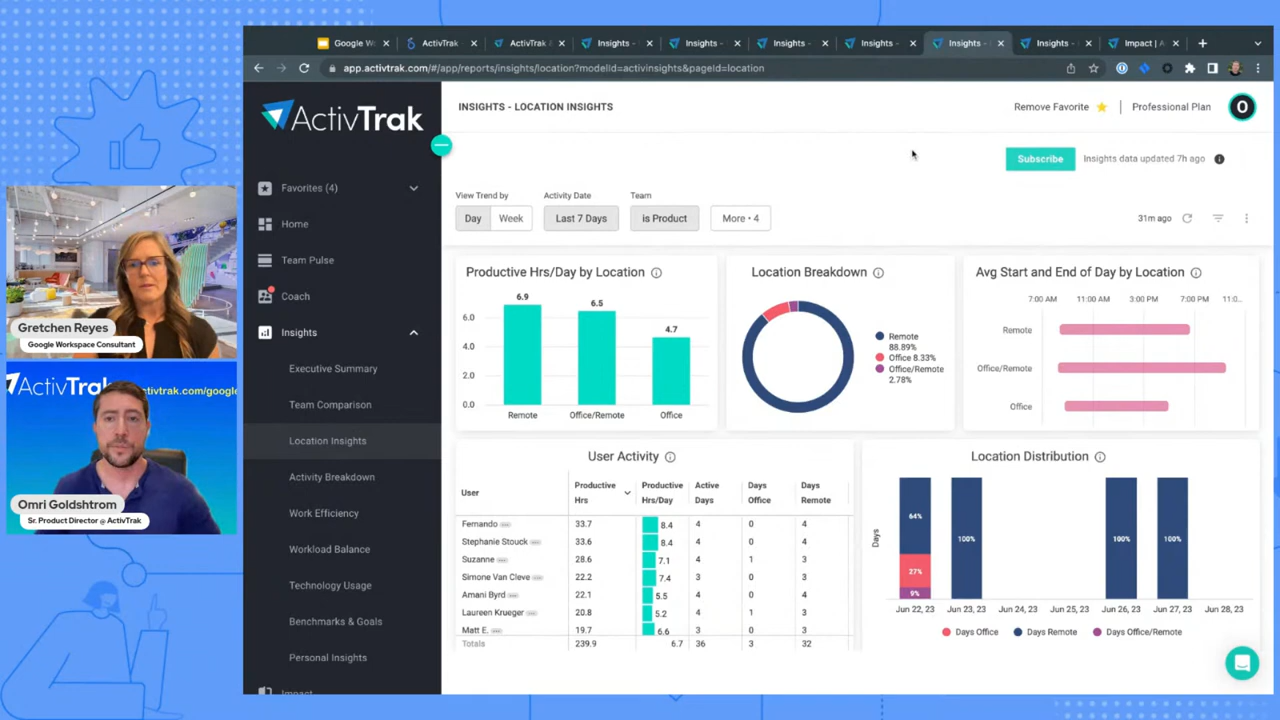 Google Wo
ActivTrak
ActivTrak &
Insights -
Insights -
Insights -
Insights -
Insights -
Insights -
Impact | A
app.activtrak.com/#/app/reports/insights/location?modelId=activinsights&pageId=location
ActivTrak
INSIGHTS - LOCATION INSIGHTS
Remove Favorite
Professional Plan
O
Subscribe
Insights data updated 7h ago
Favorites (4)
Home
Team Pulse
Coach
Insights
Executive Summary
Team Comparison
Location Insights
Activity Breakdown
Work Efficiency
Workload Balance
Technology Usage
Benchmarks & Goals
Personal Insights
Impact
View Trend by
Activity Date
Team
Day
Week
Last 7 Days
is Product
More • 4
31m ago
Productive Hrs/Day by Location
6.9
6.5
4.7
6.0
4.0
2.0
0.0
Remote
Office/Remote
Office
Location Breakdown
Remote
88.89%
Office 8.33%
Office/Remote
2.78%
Avg Start and End of Day by Location
7:00 AM 11:00 AM 3:00 PM 7:00 PM 11:0...
Remote
Office/Remote
Office
User Activity
User
Productive Hrs
Productive Hrs/Day
Active Days
Days Office
Days Remote
Fernando 33.7 8.4 4 0 4
Stephanie Stouck 33.6 8.4 4 0 4
Suzanne 28.6 7.1 4 1 3
Simone Van Cleve 22.2 7.4 3 0 3
Amani Byrd 22.1 5.5 4 0 4
Laureen Krueger 20.8 5.2 4 1 3
Matt E. 19.7 6.6 3 0 3
Totals 239.9 6.7 36 3 32
Location Distribution
Days
64%
27%
9%
100%
100%
100%
Jun 22, 23 Jun 23, 23 Jun 24, 23 Jun 25, 23 Jun 26, 23 Jun 27, 23 Jun 28, 23
Days Office Days Remote Days Office/Remote
Gretchen Reyes
Google Workspace Consultant
ActivTrak
activtrak.com/google
Omri Goldshtrom
Sr. Product Director @ ActivTrak